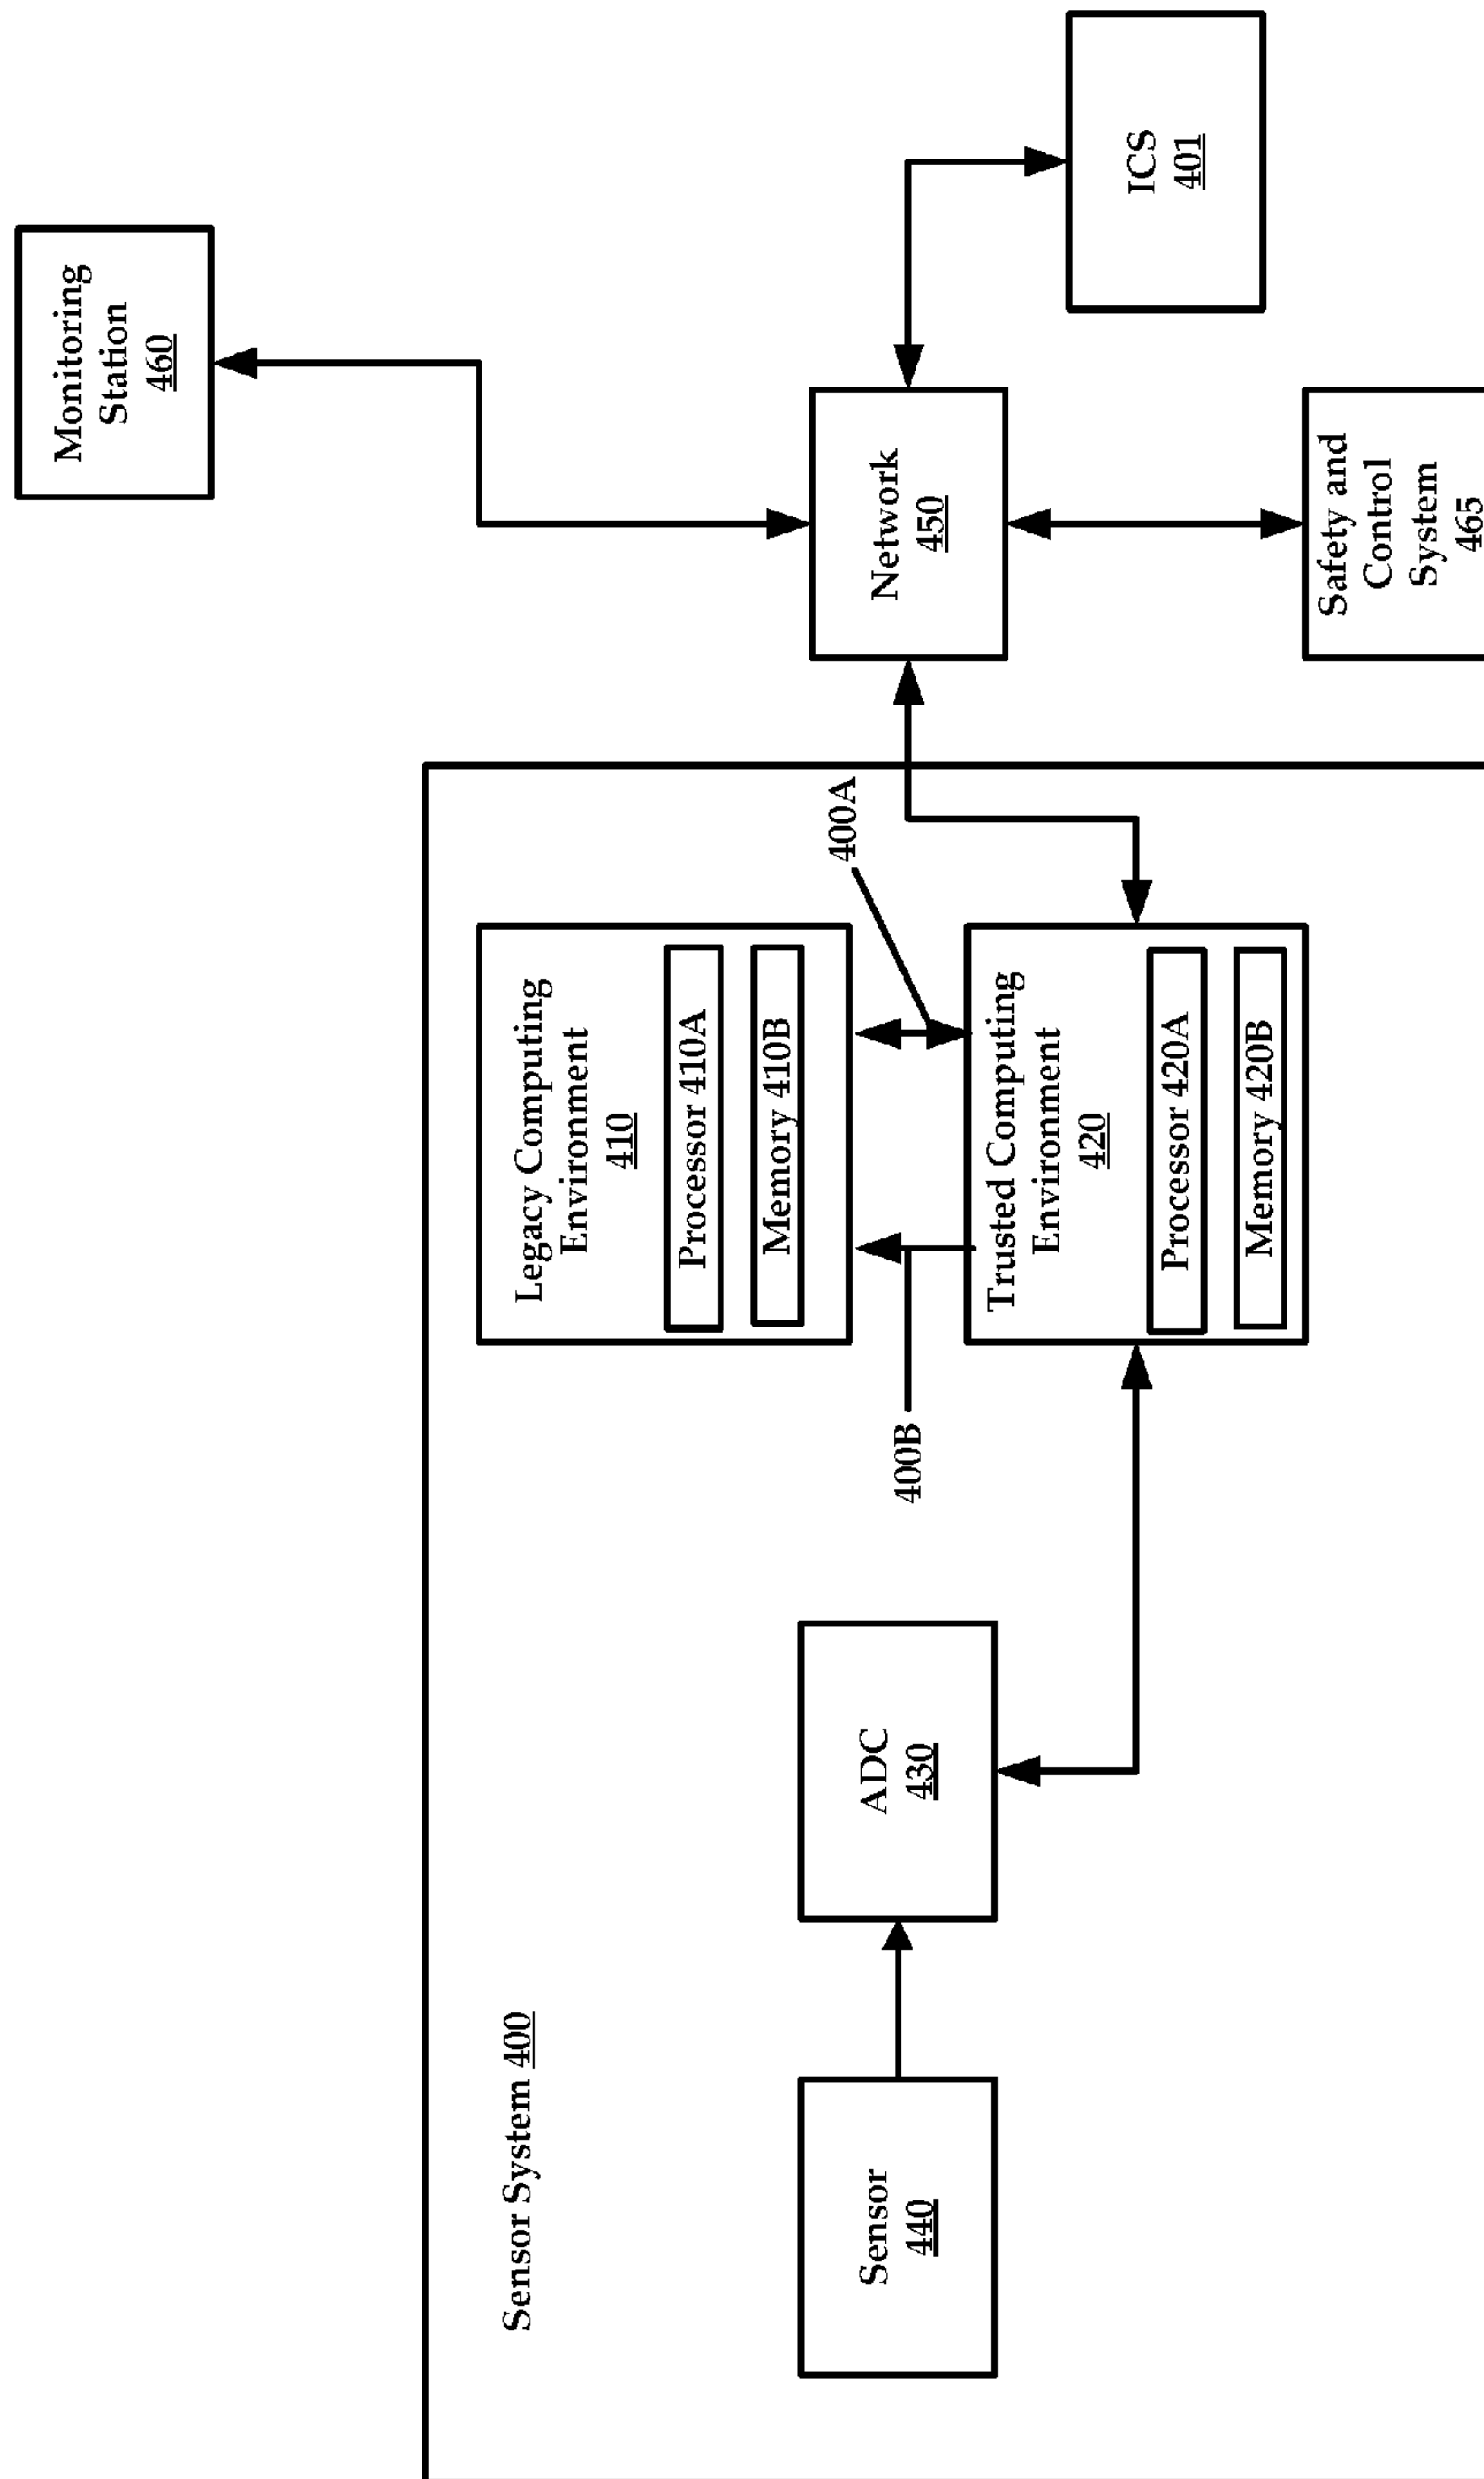 Sensor System 400
Sensor
440
ADC
430
400B
Legacy Computing
Environment
410
Processor 410A
Memory 410B
400A
Trusted Computing
Environment
420
Processor 420A
Memory 420B
Monitoring
Station
460
Network
450
ICS
401
Safety and
Control
System
465